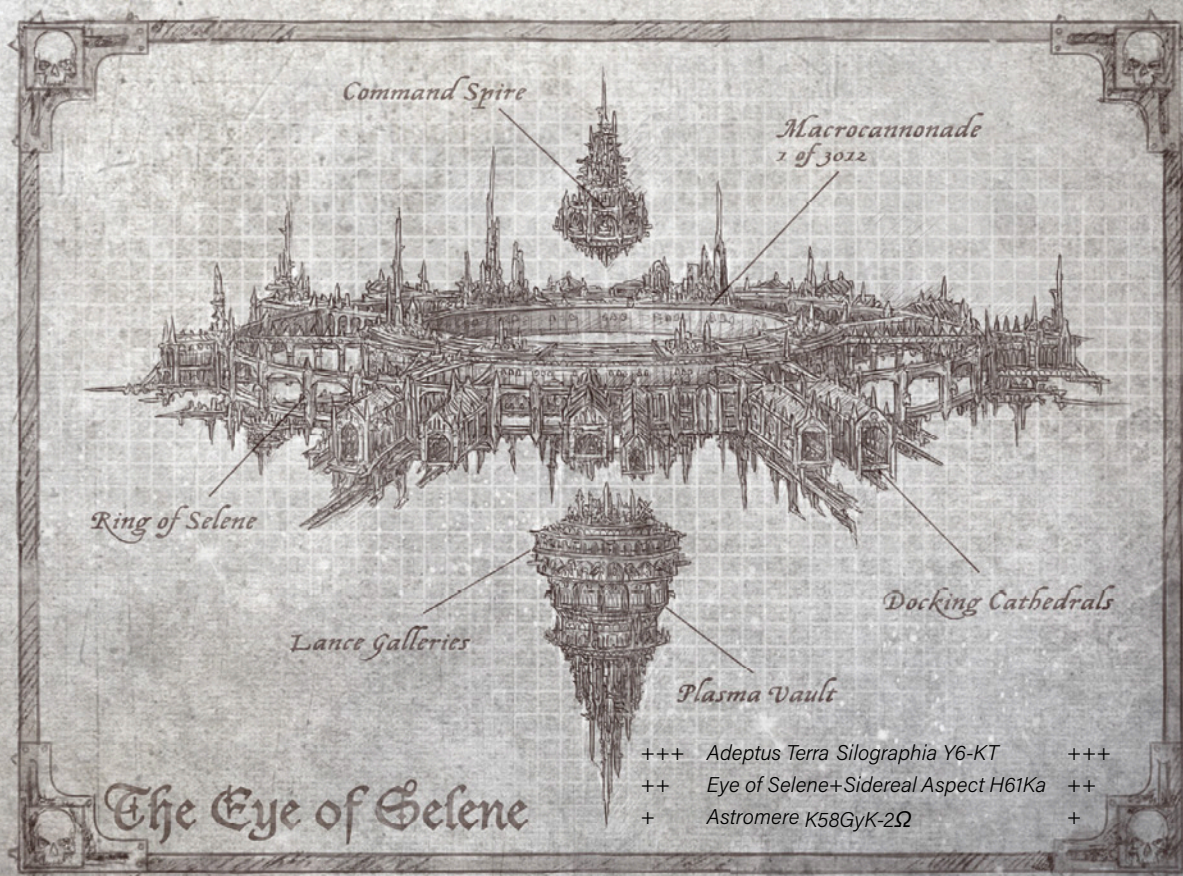 Command Spire
Macrocannonade
1 of 3012
Ring of Selene
Docking Cathedrals
Lance Galleries
Plasma Vault
+++ Adeptus Terra Silographia Y6-KT +++
++ Eye of Selene+Sidereal Aspect H61Ka ++
+ Astromere K58GyK-2Ω +
The Eye of Selene